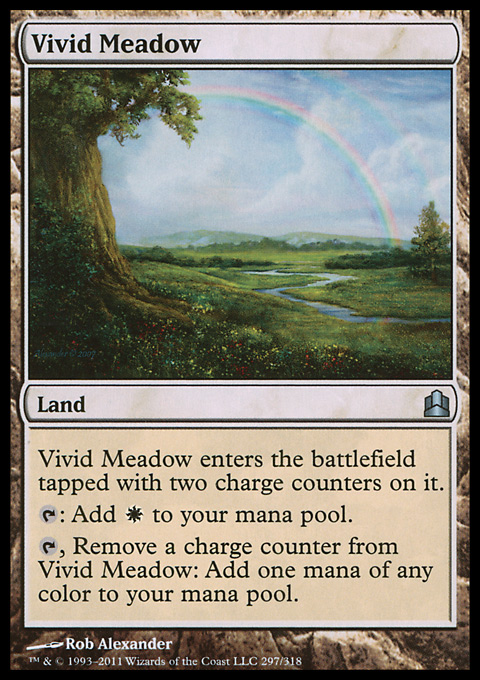 Vivid Meadow
Land
Vivid Meadow enters the battlefield
tapped with two charge counters on it.
: Add to your mana pool.
, Remove a charge counter from
Vivid Meadow: Add one mana of any
color to your mana pool.
Rob Alexander
™ & © 1993–2011 Wizards of the Coast LLC 297/318